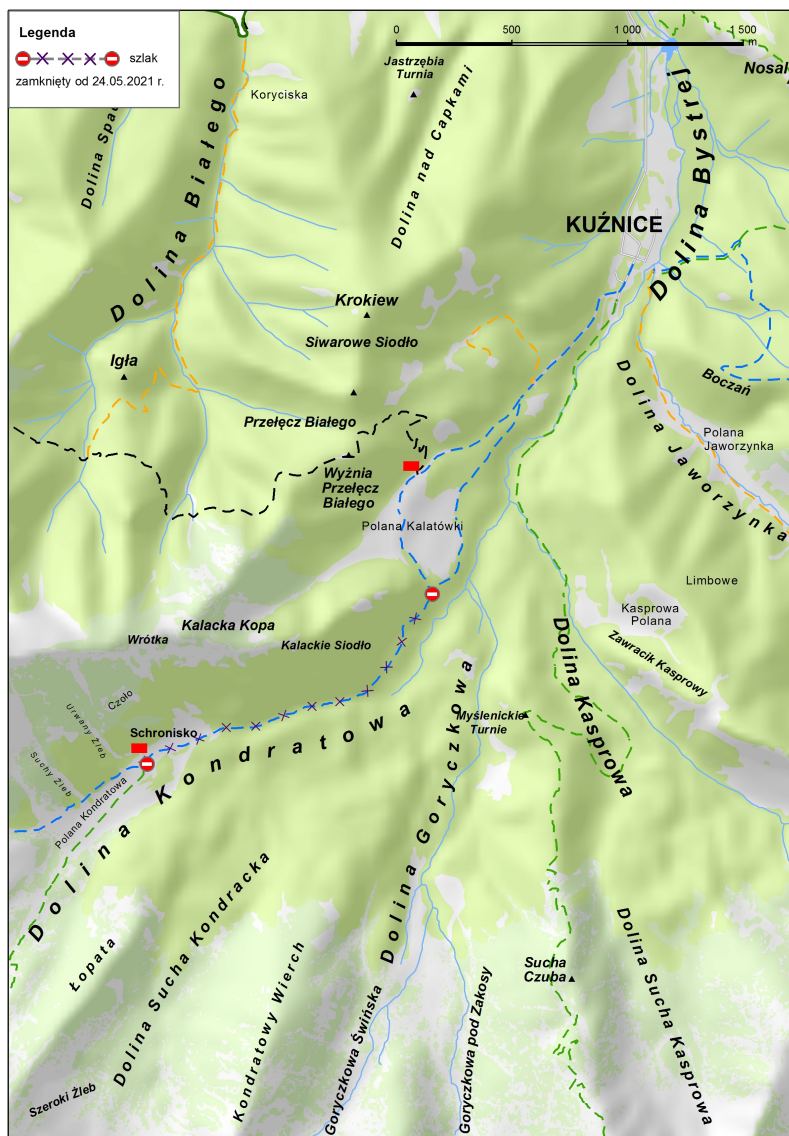 Legenda
szlak
zamknięty od 24.05.2021 r.
0
500
1 000
1 500
m
Jastrzębia
Turnia
Nosal
Koryciska
Dolina Białego
Dolina nad Capkami
Dolina Bystrej
KUŹNICE
Krokiew
Siwarowe Siodło
Igła
Przełęcz Białego
Boczań
Dolina Jaworzynka
Polana
Jaworzynka
Wyżnia
Przełęcz
Białego
Polana Kalatówki
Limbowe
Kasprowa
Polana
Kalacka Kopa
Wrótka
Kalackie Siodło
Zawracik Kasprowy
Dolina Kasprowa
Czoło
Urwany Żleb
Suchy Żleb
Schronisko
Myślenickie
Turnie
Polana Kondratowa
Dolina Kondratowa
Dolina Goryczkowa
Łopata
Dolina Sucha Kondracka
Kondratowy Wierch
Goryczkowa Świńska
Goryczkowa pod Zakosy
Sucha
Czuba
Dolina Sucha Kasprowa
Szeroki Żleb